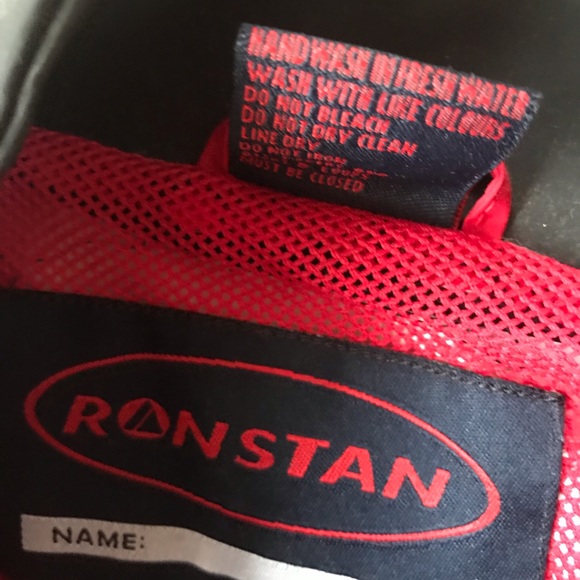 HAND WASH IN FRESH WATER
WASH WITH LIKE COLOURS
DO NOT BLEACH
DO NOT DRY CLEAN
LINE DRY
DO NOT IRON
MUST BE CLOSED
RONSTAN
NAME: